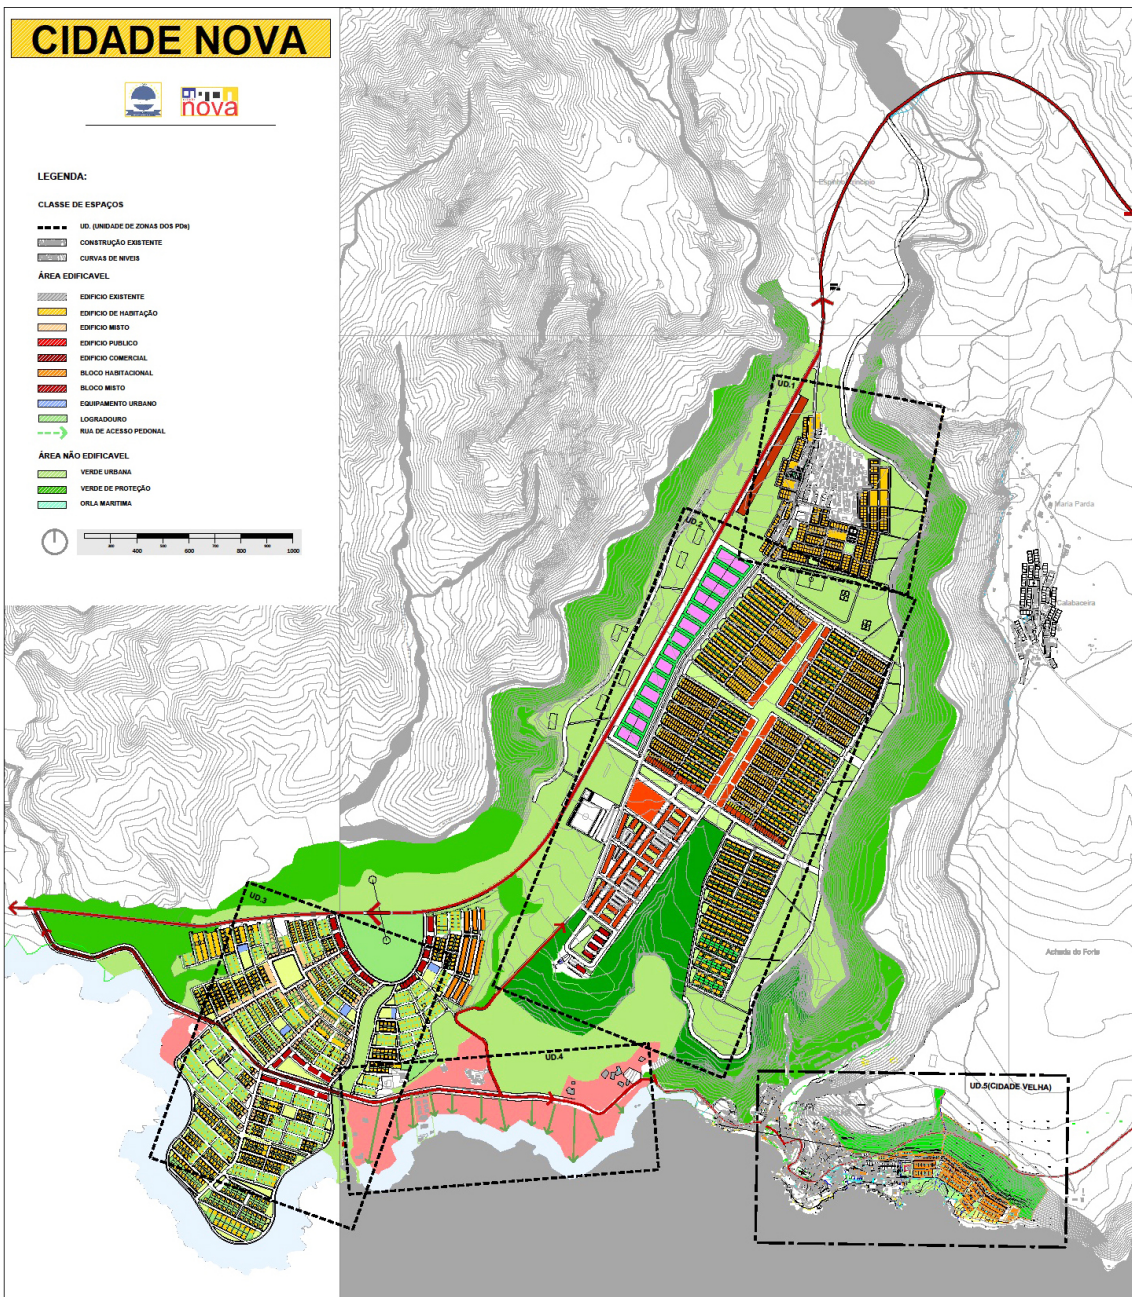 CIDADE NOVA
nova
LEGENDA:
CLASSE DE ESPAÇOS
UD. (UNIDADE DE ZONAS DOS PDs)
CONSTRUÇÃO EXISTENTE
CURVAS DE NIVEIS
ÁREA EDIFICAVEL
EDIFICIO EXISTENTE
EDIFICIO DE HABITAÇÃO
EDIFICIO MISTO
EDIFICIO PUBLICO
EDIFICIO COMERCIAL
BLOCO HABITACIONAL
BLOCO MISTO
EQUIPAMENTO URBANO
LOGRADOURO
RUA DE ACESSO PEDONAL
ÁREA NÃO EDIFICAVEL
VERDE URBANA
VERDE DE PROTEÇÃO
ORLA MARITIMA
400 600 800 1000
UD.1
UD.2
Maria Parda
Calabaceira
UD.3
Achada do Forte
UD.4
UD.5(CIDADE VELHA)